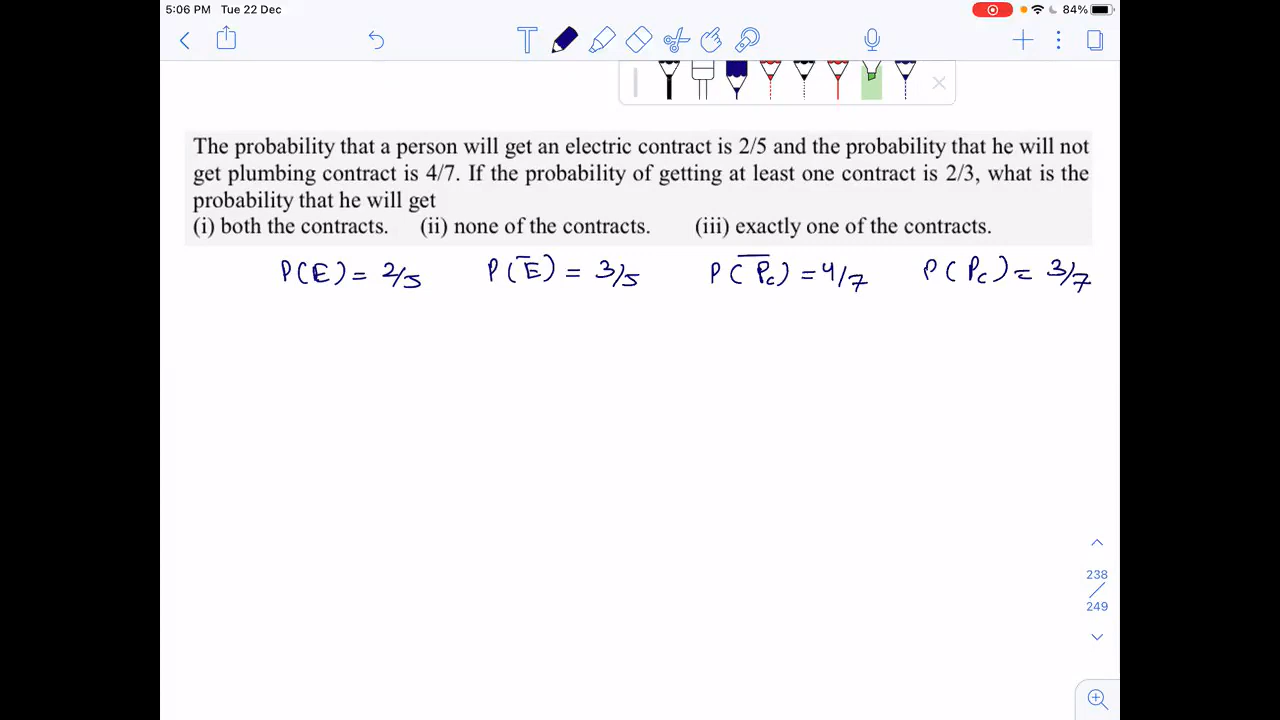 5:06 PM Tue 22 Dec 84%
T
The probability that a person will get an electric contract is 2/5 and the probability that he will not
get plumbing contract is 4/7. If the probability of getting at least one contract is 2/3, what is the
probability that he will get
(i) both the contracts. (ii) none of the contracts. (iii) exactly one of the contracts.
P(E) = 2/5 P(E̅) = 3/5 P(P̅c̅) = 4/7 P(Pc) = 3/7
238
/
249